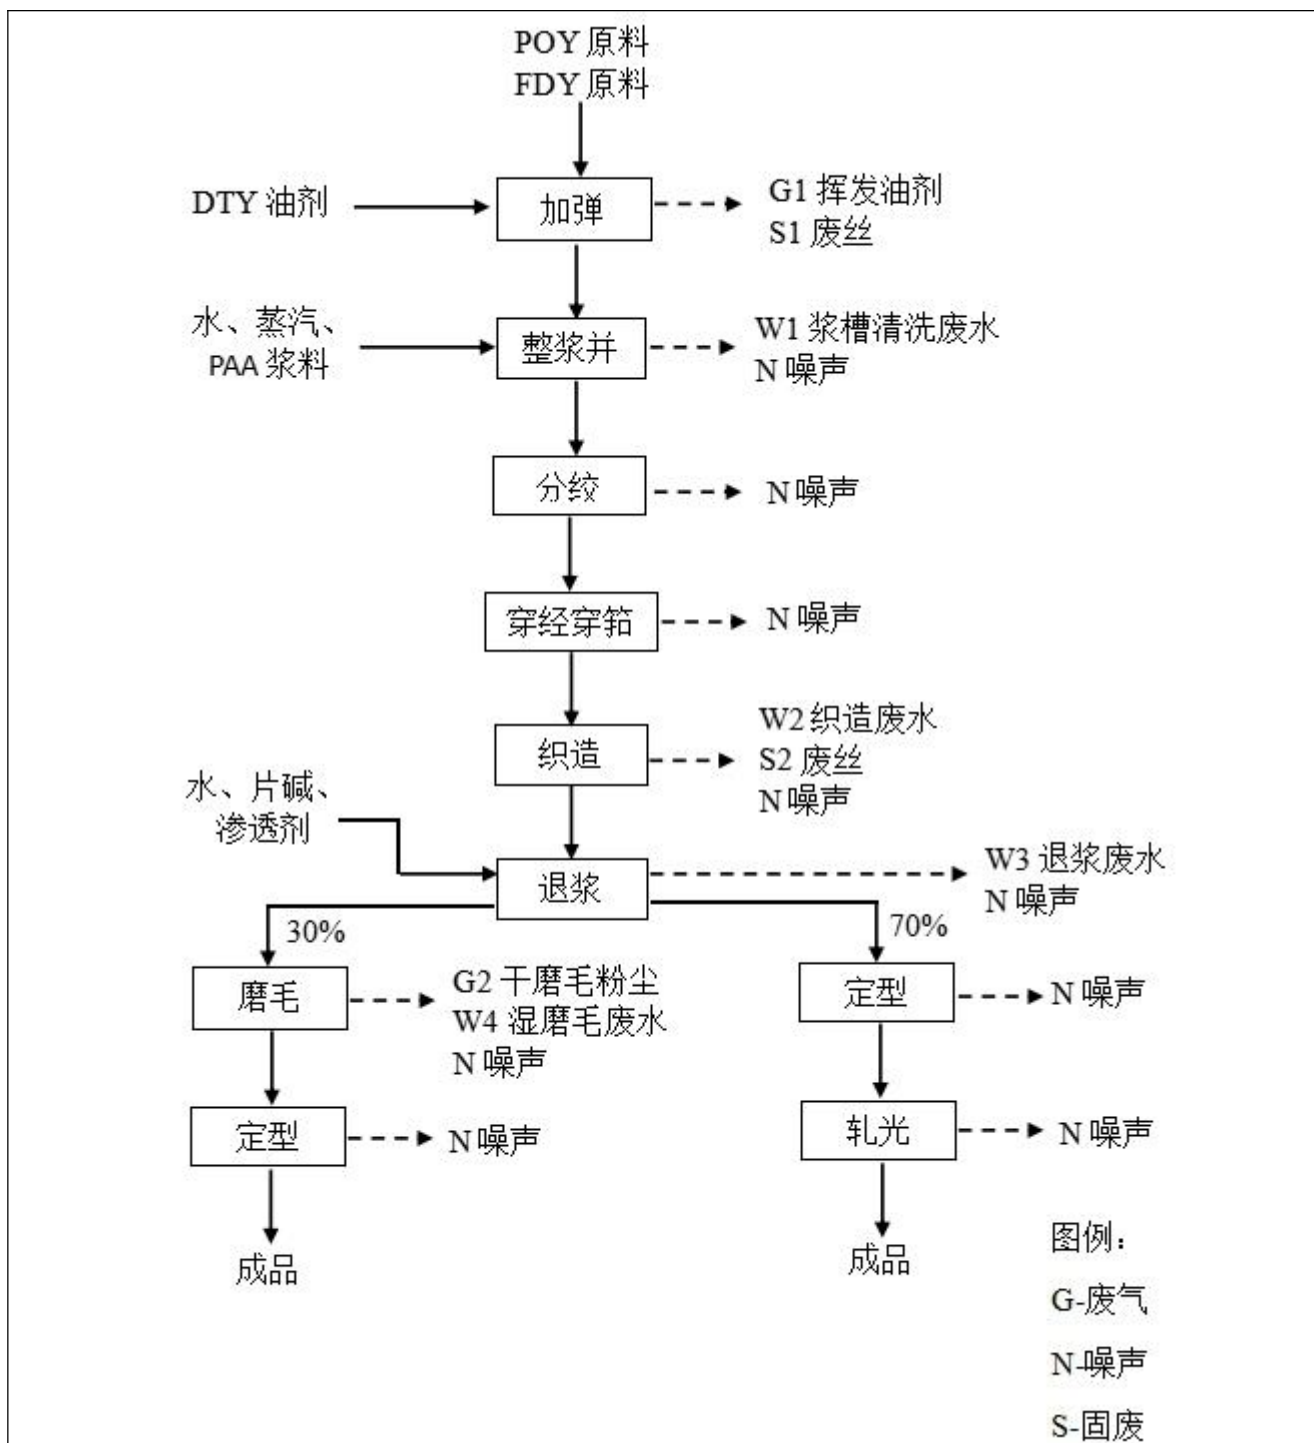 POY 原料
FDY 原料
DTY 油剂
加弹
G1 挥发油剂
S1 废丝
水、蒸汽、
PAA 浆料
整浆并
W1 浆槽清洗废水
N 噪声
分绞
N 噪声
穿经穿筘
N 噪声
织造
W2 织造废水
S2 废丝
N 噪声
水、片碱、
渗透剂
退浆
W3 退浆废水
N 噪声
30%
70%
磨毛
G2 干磨毛粉尘
W4 湿磨毛废水
N 噪声
定型
N 噪声
定型
N 噪声
轧光
N 噪声
成品
成品
图例：
G-废气
N-噪声
S-固废